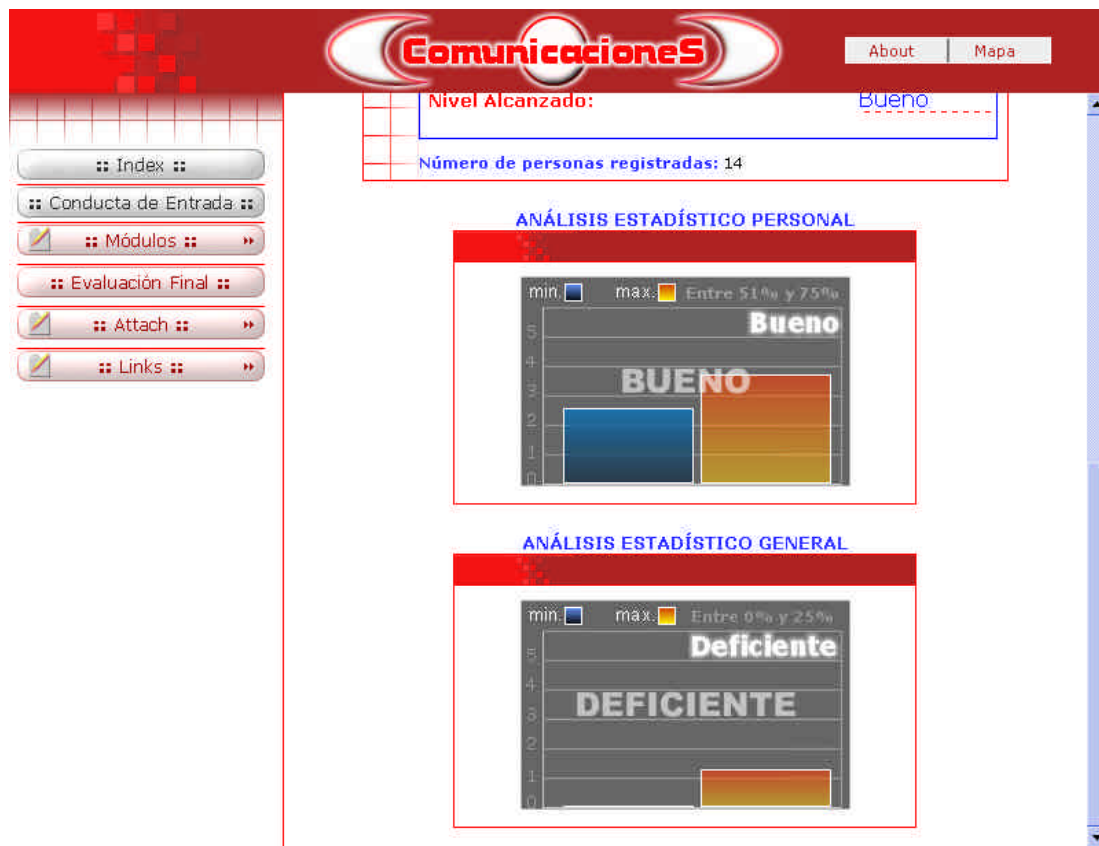 ComunicacioneS
About | Mapa
:: Index ::
:: Conducta de Entrada ::
:: Módulos ::
:: Evaluación Final ::
:: Attach ::
:: Links ::
Nivel Alcanzado: Bueno
Número de personas registradas: 14
ANÁLISIS ESTADÍSTICO PERSONAL
min. max. Entre 51% y 75%
Bueno
5
4
BUENO
3
2
1
0
ANÁLISIS ESTADÍSTICO GENERAL
min. max. Entre 0% y 25%
Deficiente
5
4
DEFICIENTE
3
2
1
0